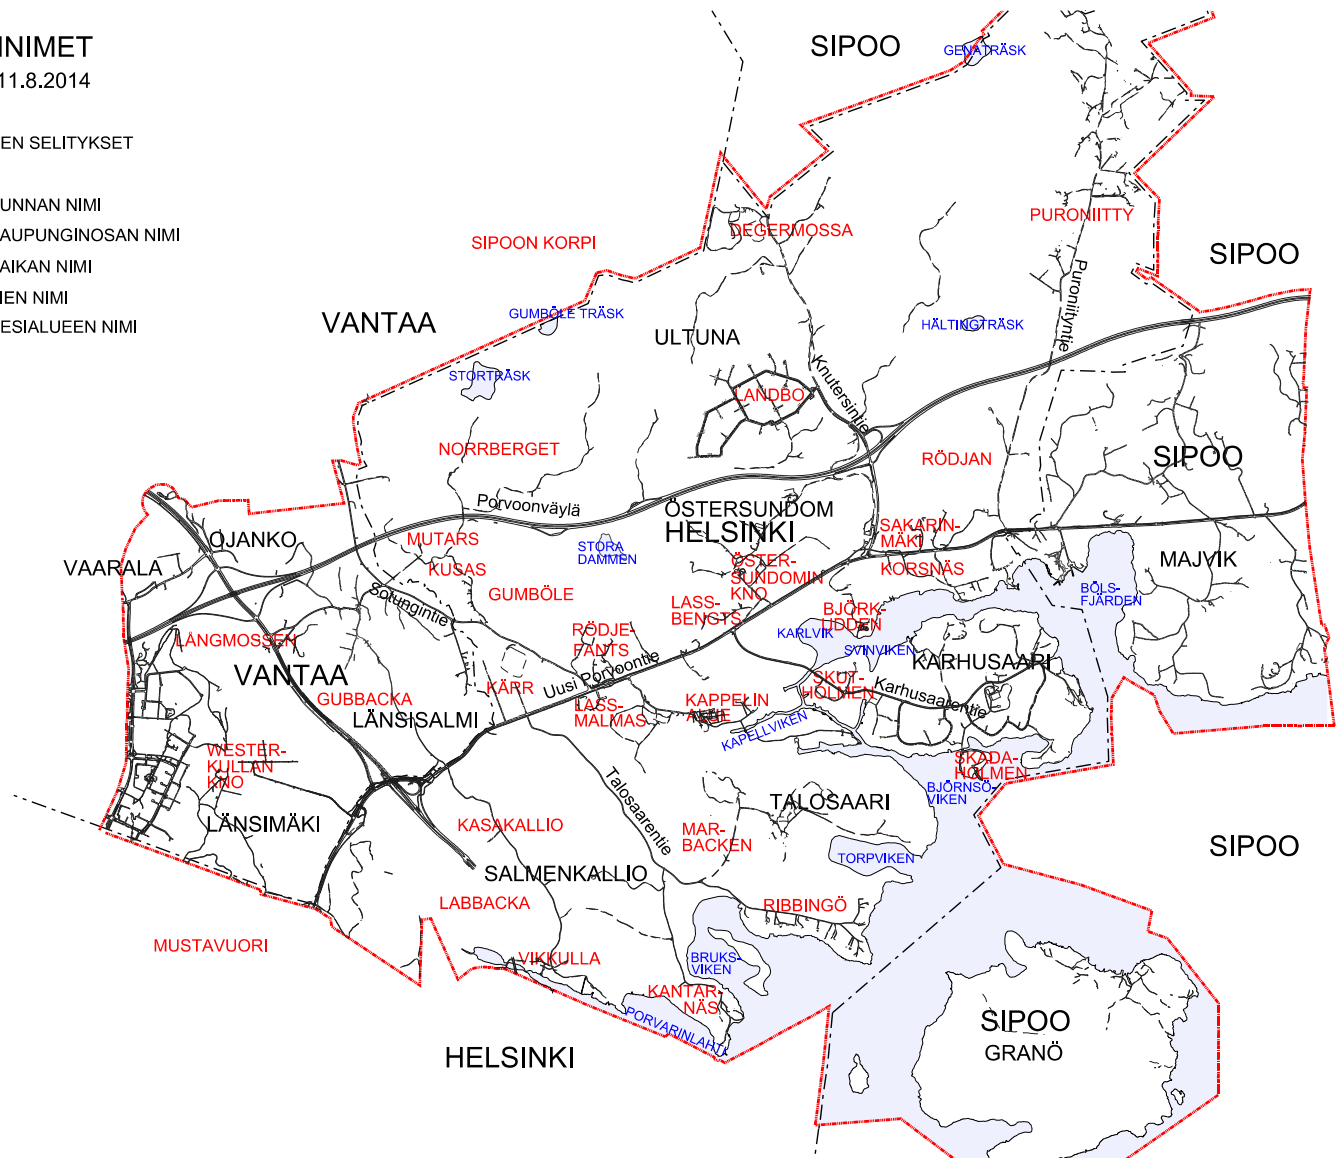 INIMET
11.8.2014
EN SELITYKSET
UNNAN NIMI
AUPUNGINOSAN NIMI
AIKAN NIMI
IEN NIMI
ESIALUEEN NIMI
SIPOO
GENATRÄSK
PURONIITTY
DEGERMOSSA
SIPOON KORPI
SIPOO
Puroniityntie
VANTAA
GUMBÖLE TRÄSK
HÄLTINGTRÄSK
ULTUNA
STORTRÄSK
LANDBO
Knutersintie
NORRBERGET
RÖDJAN
SIPOO
Porvoonväylä
ÖSTERSUNDOM
HELSINKI
SAKARIN-
MÄKI
OJANKO
MUTARS
STORA
DAMMEN
VAARALA
KUSAS
ÖSTER-
SUNDOMIN
KNO
KORSNÄS
MAJVIK
Sotungintie
GUMBÖLE
LASS-
BENGTS
BJÖRK-
UDDEN
BÖLS-
FJÄRDEN
LÅNGMOSSEN
RÖDJE-
FANTS
KARLVIK
SVINVIKEN
KARHUSAARI
VANTAA
GUBBACKA
KÄRR
Uusi Porvoontie
SKUT-
HOLMEN
Karhusaarentie
LÄNSISALMI
LASS-
MALMAS
KAPPELIN
ALUE
KAPELLVIKEN
WESTER-
KULLAN
KNO
SKADA-
HOLMEN
BJÖRNSÖ-
VIKEN
Talosaarentie
TALOSAARI
LÄNSIMÄKI
KASAKALLIO
MAR-
BACKEN
SIPOO
TORPVIKEN
SALMENKALLIO
LABBACKA
RIBBINGÖ
MUSTAVUORI
VIKKULLA
BRUKS-
VIKEN
KANTAR-
NÄS
PORVARINLAHTI
SIPOO
GRANÖ
HELSINKI